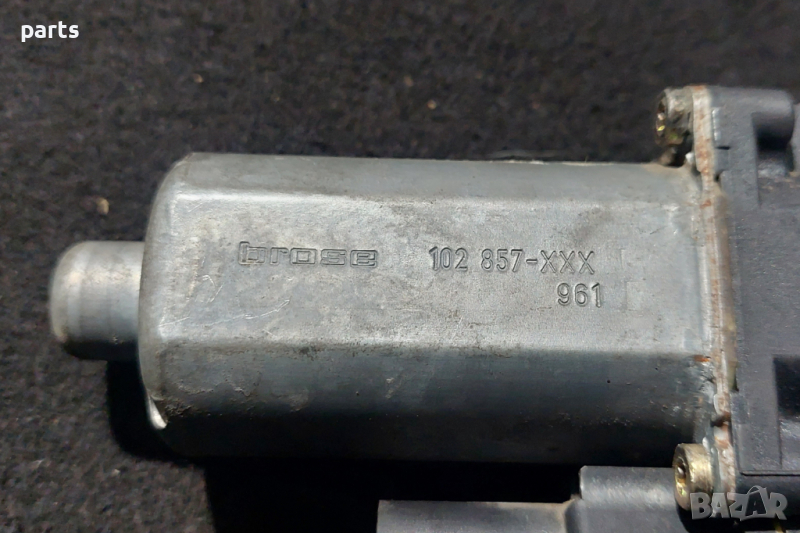 parts
brose 102 857-XXX
961
BAZAR